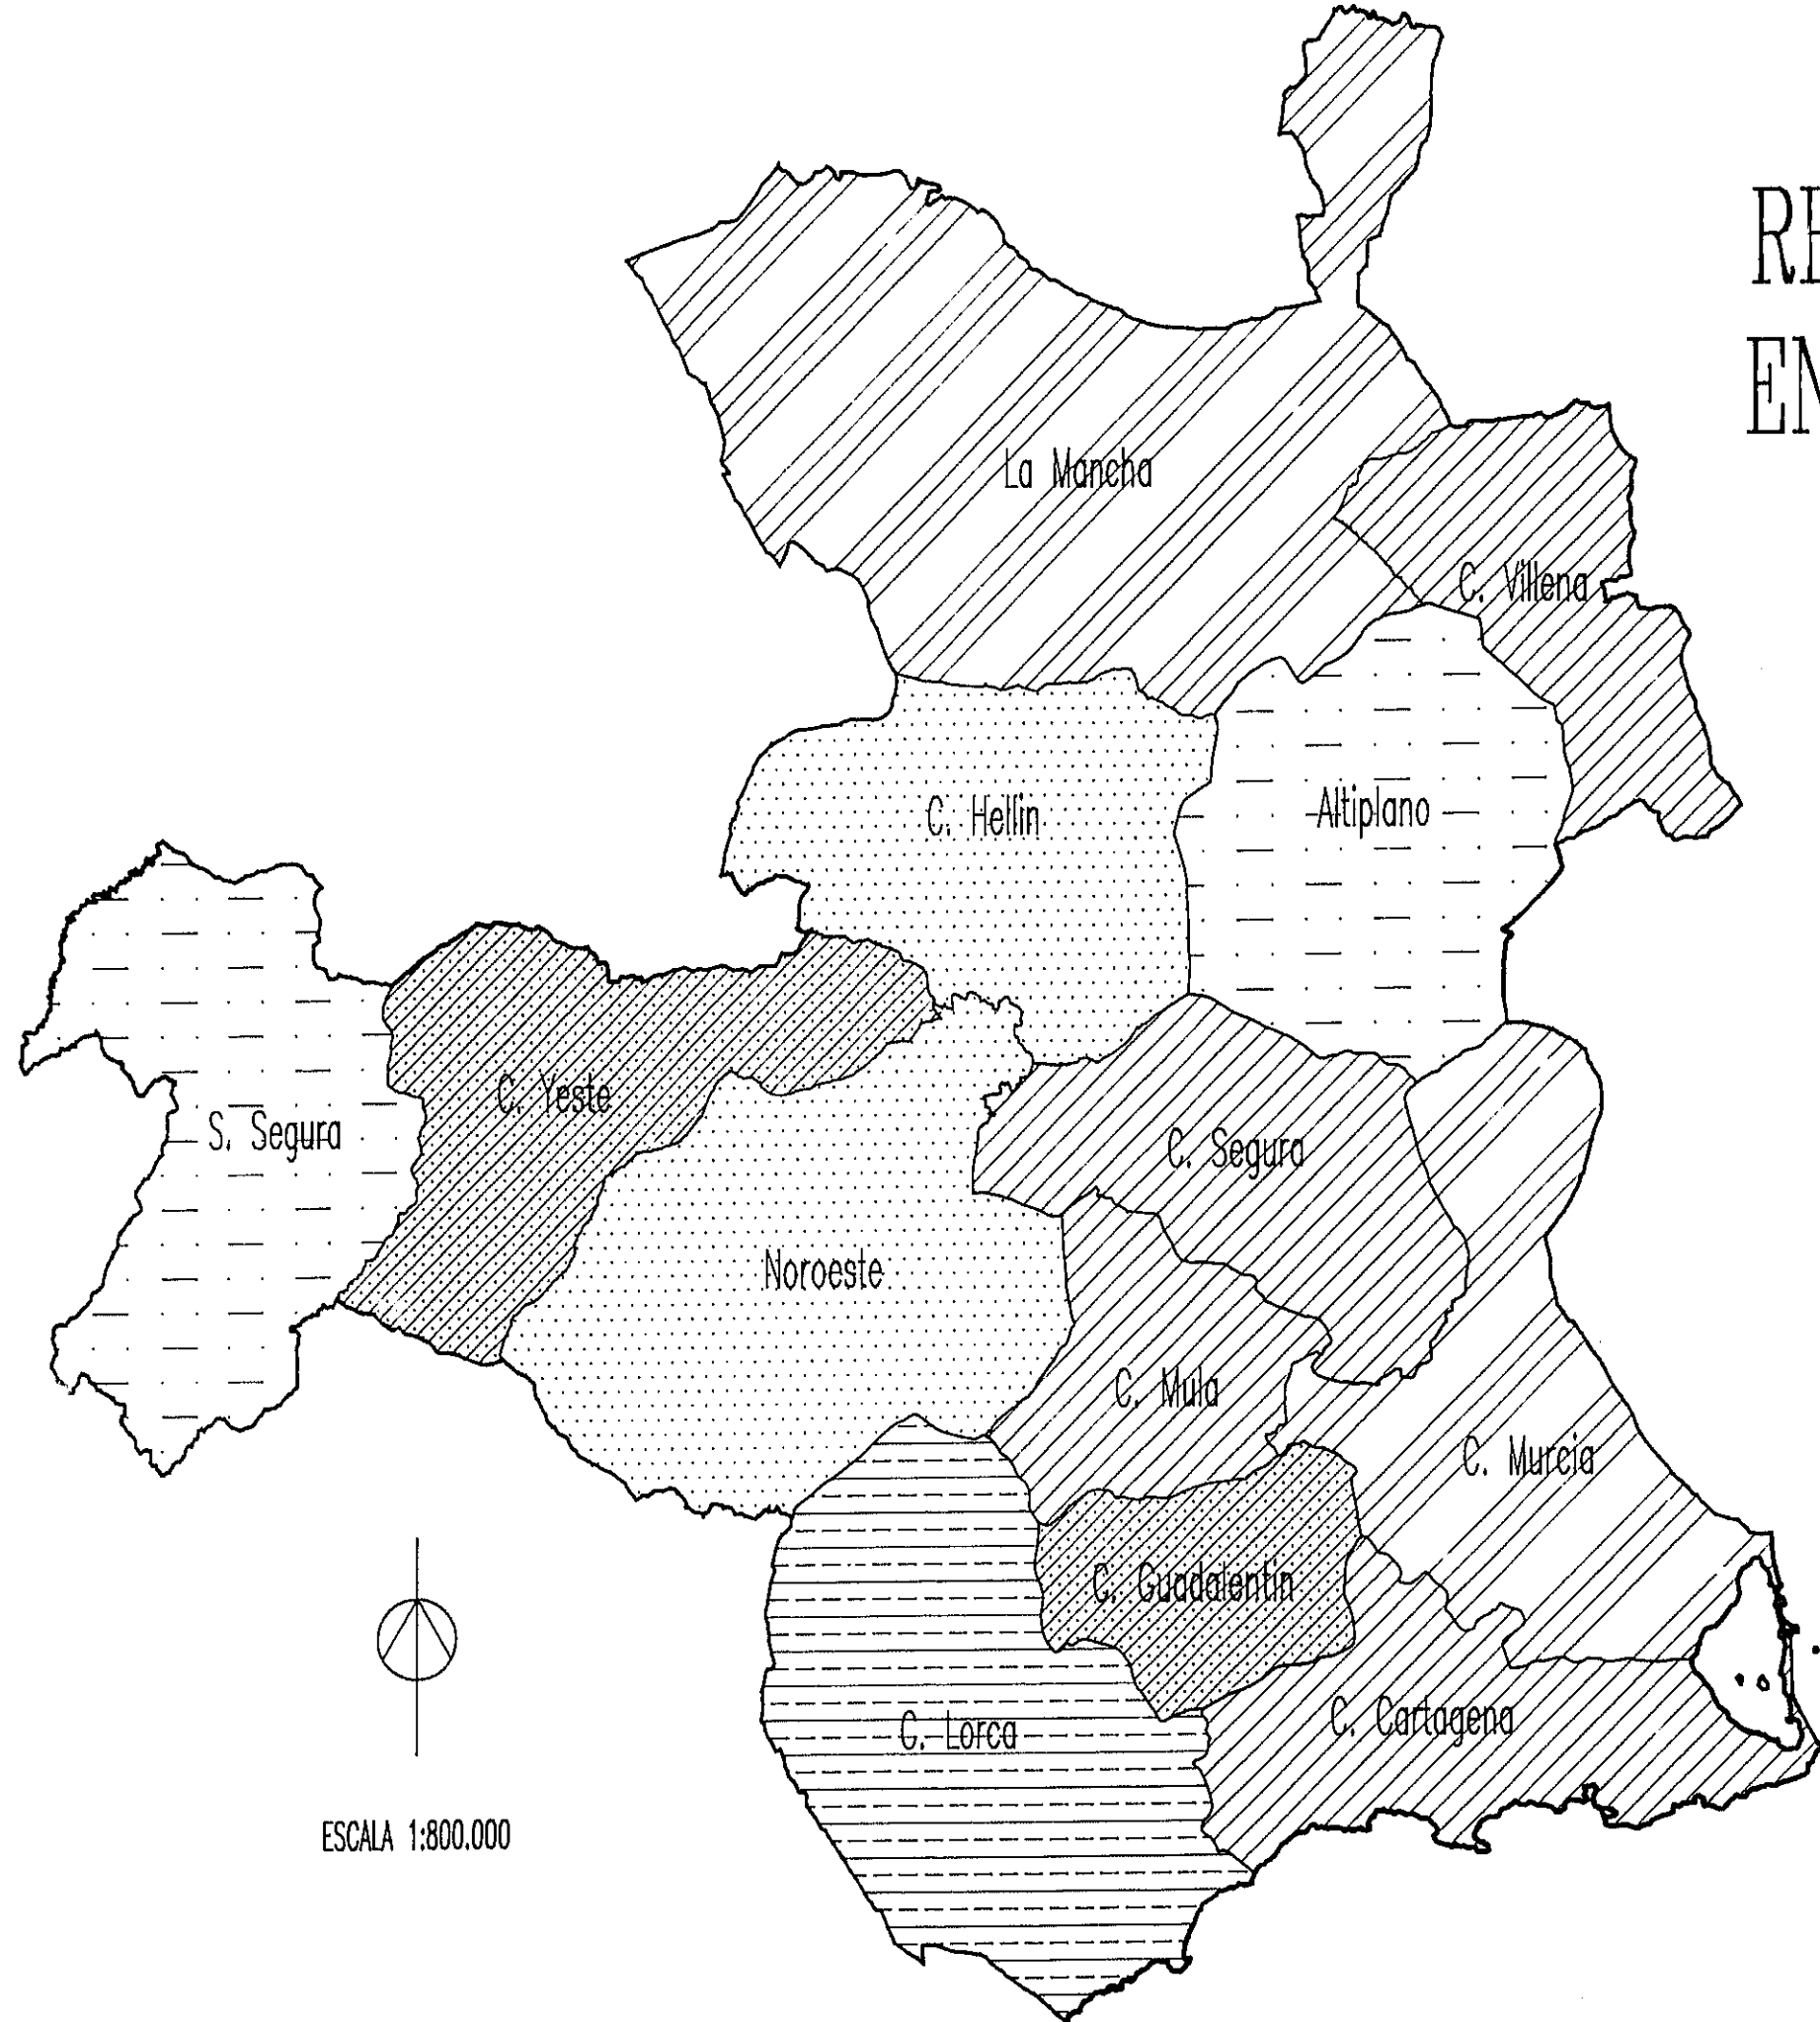 La Mancha
C. Villena
C. Hellin
Altiplano
C. Yeste
S. Segura
C. Segura
Noroeste
C. Mula
C. Murcia
C. Guadalentin
C. Cartagena
C. Lorca
ESCALA 1:800.000